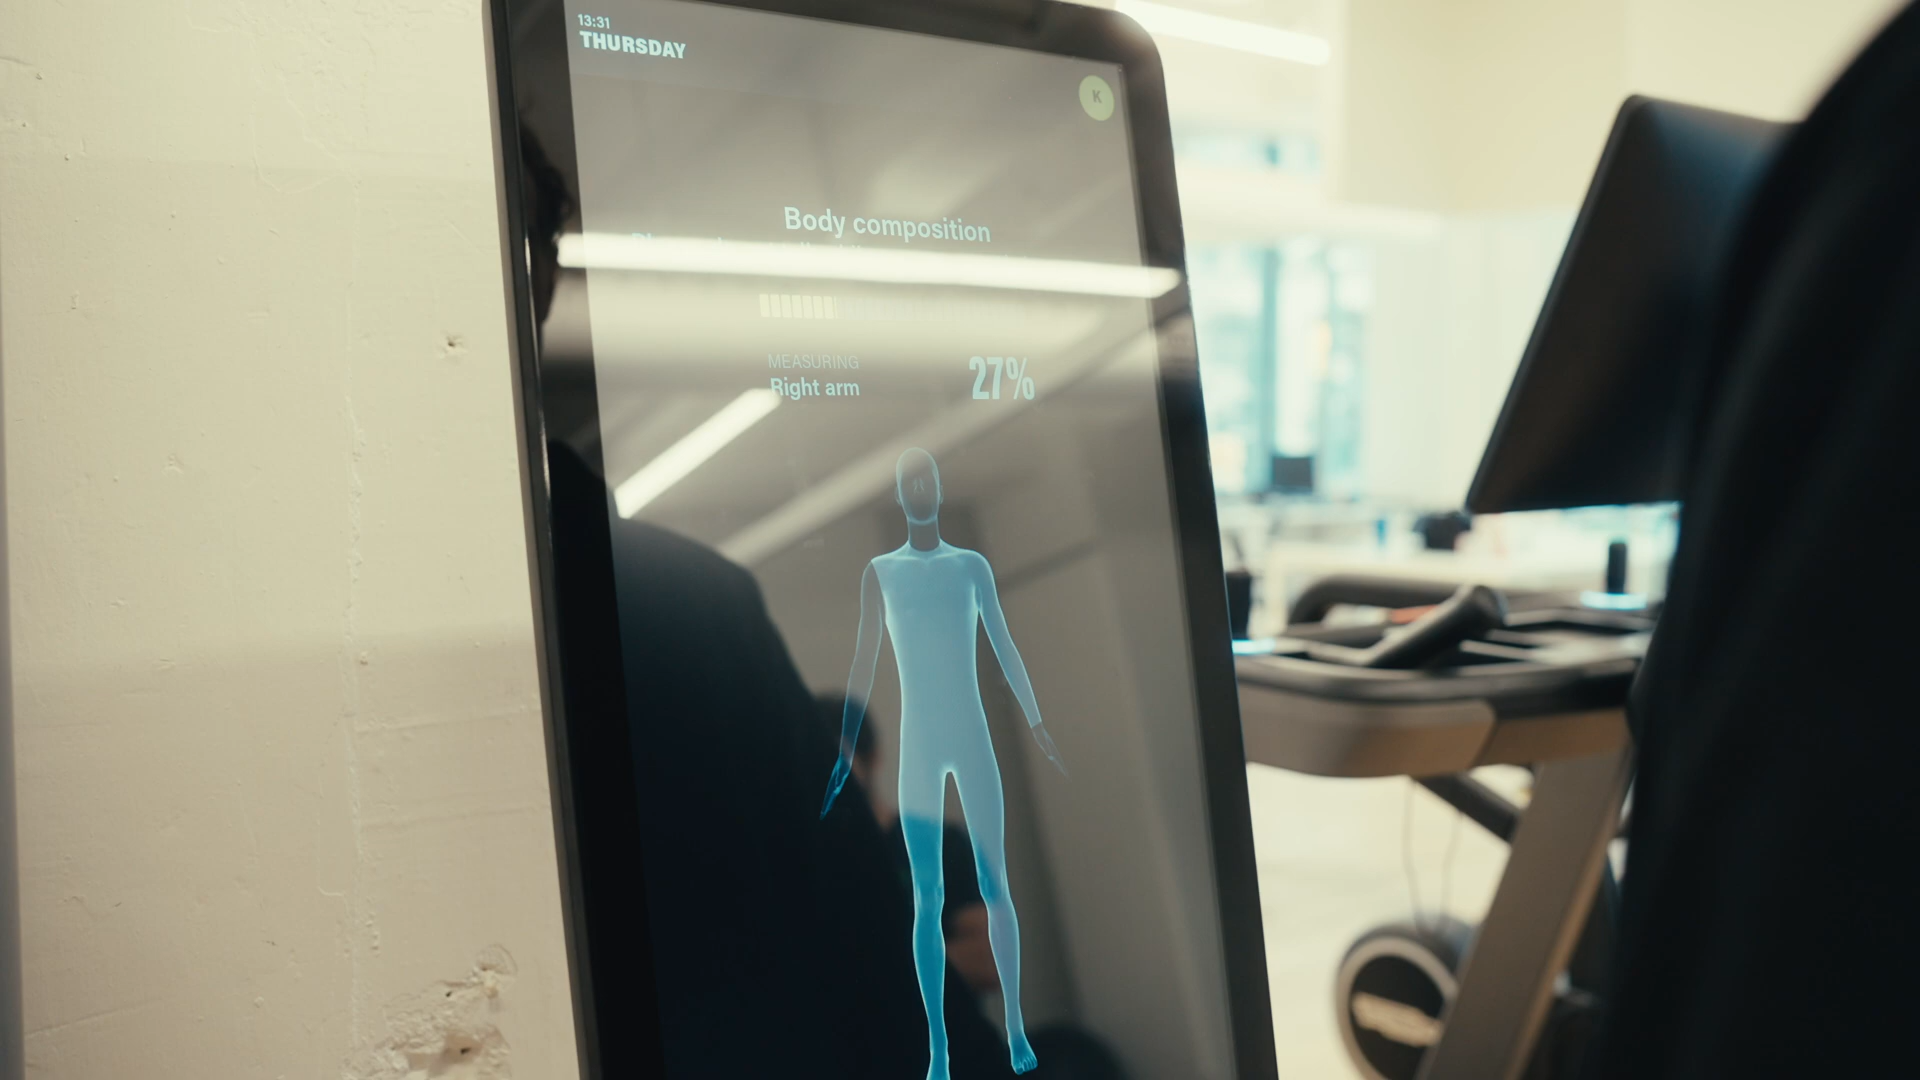 13:31
THURSDAY
K
Body composition
MEASURING
Right arm
27%